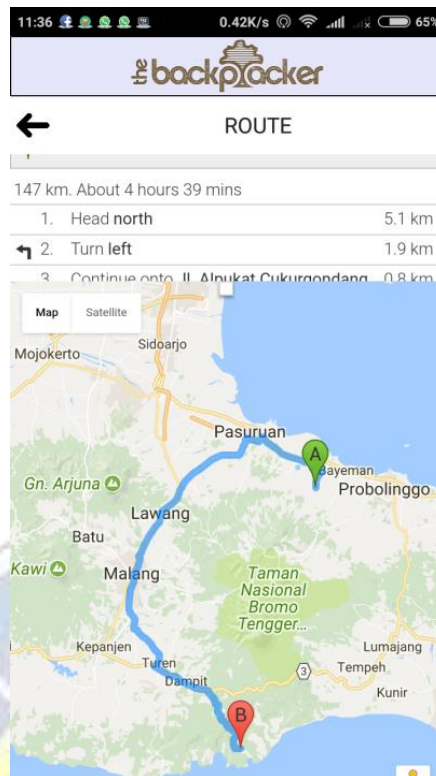 11:36 0.42K/s 65%
the backpacker
ROUTE
147 km. About 4 hours 39 mins
1. Head north 5.1 km
2. Turn left 1.9 km
3. Continue onto Jl. Alpukat Cukurgondang 0.8 km
Map Satellite
Mojokerto
Sidoarjo
Pasuruan
A
Bayeman
Probolinggo
Gn. Arjuna
Lawang
Batu
Kawi
Malang
Taman
Nasional
Bromo
Tengger...
Kepanjen
Turen
Lumajang
Tempeh
Dampit
3
Kunir
B